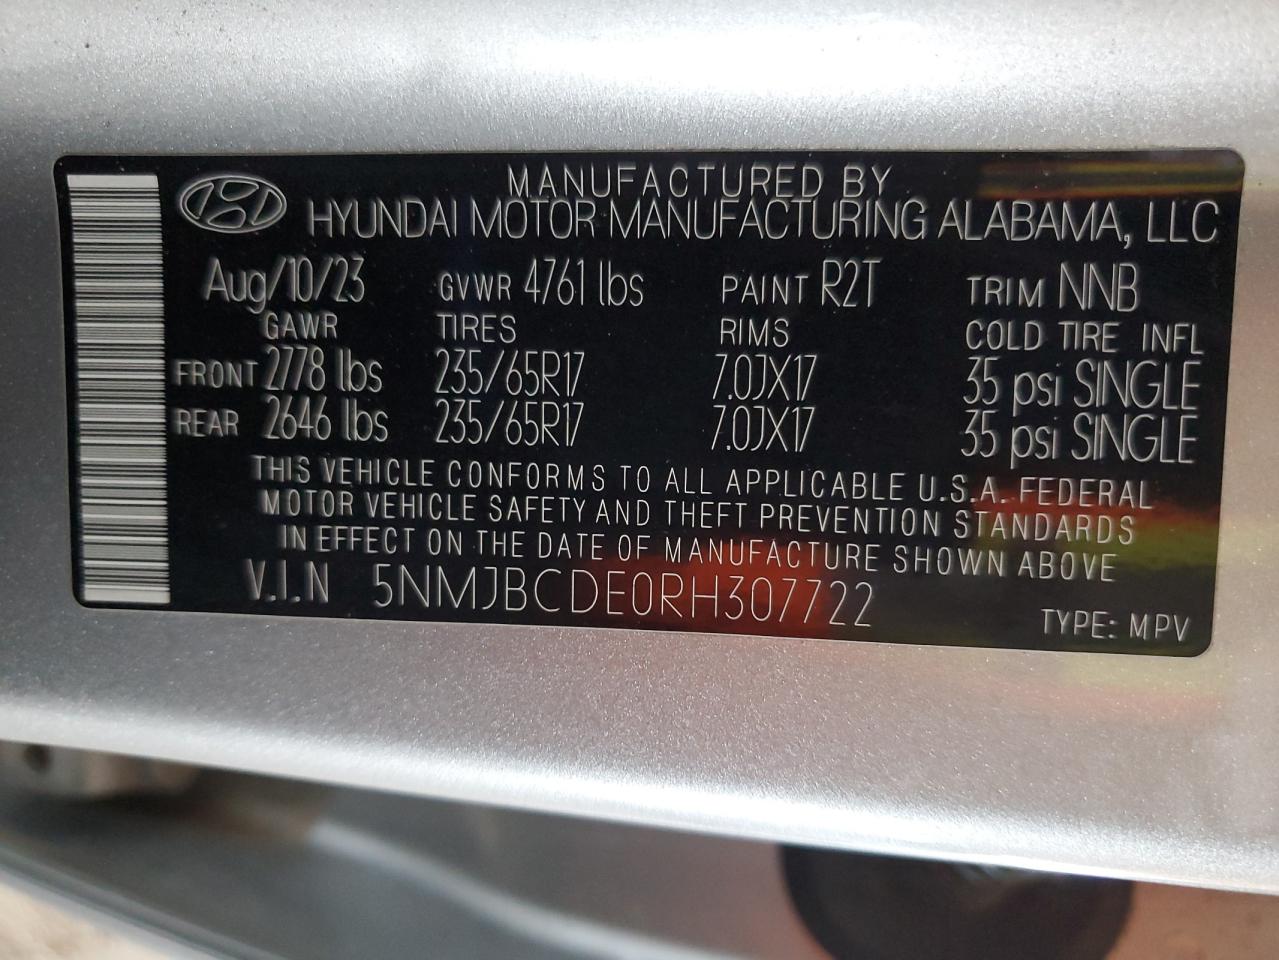 MANUFACTURED BY
HYUNDAI MOTOR MANUFACTURING ALABAMA, LLC
Aug/10/23 GVWR 4761 lbs PAINT R2T TRIM NNB
GAWR TIRES RIMS COLD TIRE INFL
FRONT 2778 lbs 235/65R17 7.0JX17 35 psi SINGLE
REAR 2646 lbs 235/65R17 7.0JX17 35 psi SINGLE
THIS VEHICLE CONFORMS TO ALL APPLICABLE U.S.A. FEDERAL
MOTOR VEHICLE SAFETY AND THEFT PREVENTION STANDARDS
IN EFFECT ON THE DATE OF MANUFACTURE SHOWN ABOVE
V.I.N 5NMJBCDE0RH307722
TYPE: MPV